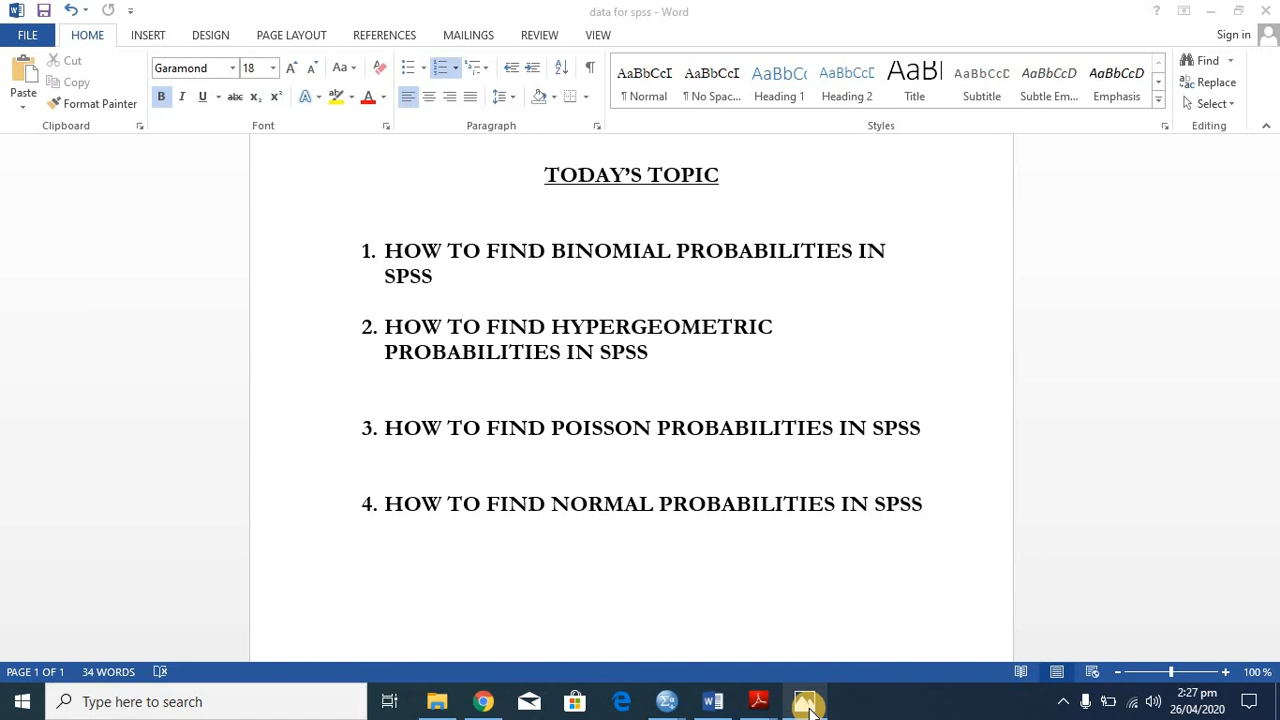 data for spss - Word
Sign in
FILE HOME INSERT DESIGN PAGE LAYOUT REFERENCES MAILINGS REVIEW VIEW
Paste
Cut
Copy
Format Painter
Clipboard
Garamond 18
Font
Paragraph
AaBbCcI AaBbCcI AaBbCc AaBbCcI AaBl AaBbCcD AaBbCcD AaBbCcD
¶ Normal ¶ No Spac... Heading 1 Heading 2 Title Subtitle Subtle Em... Emphasis
Styles
Find
Replace
Select
Editing
TODAY'S TOPIC
1. HOW TO FIND BINOMIAL PROBABILITIES IN
SPSS
2. HOW TO FIND HYPERGEOMETRIC
PROBABILITIES IN SPSS
3. HOW TO FIND POISSON PROBABILITIES IN SPSS
4. HOW TO FIND NORMAL PROBABILITIES IN SPSS
PAGE 1 OF 1 34 WORDS
100 %
Type here to search
2:27 pm
26/04/2020